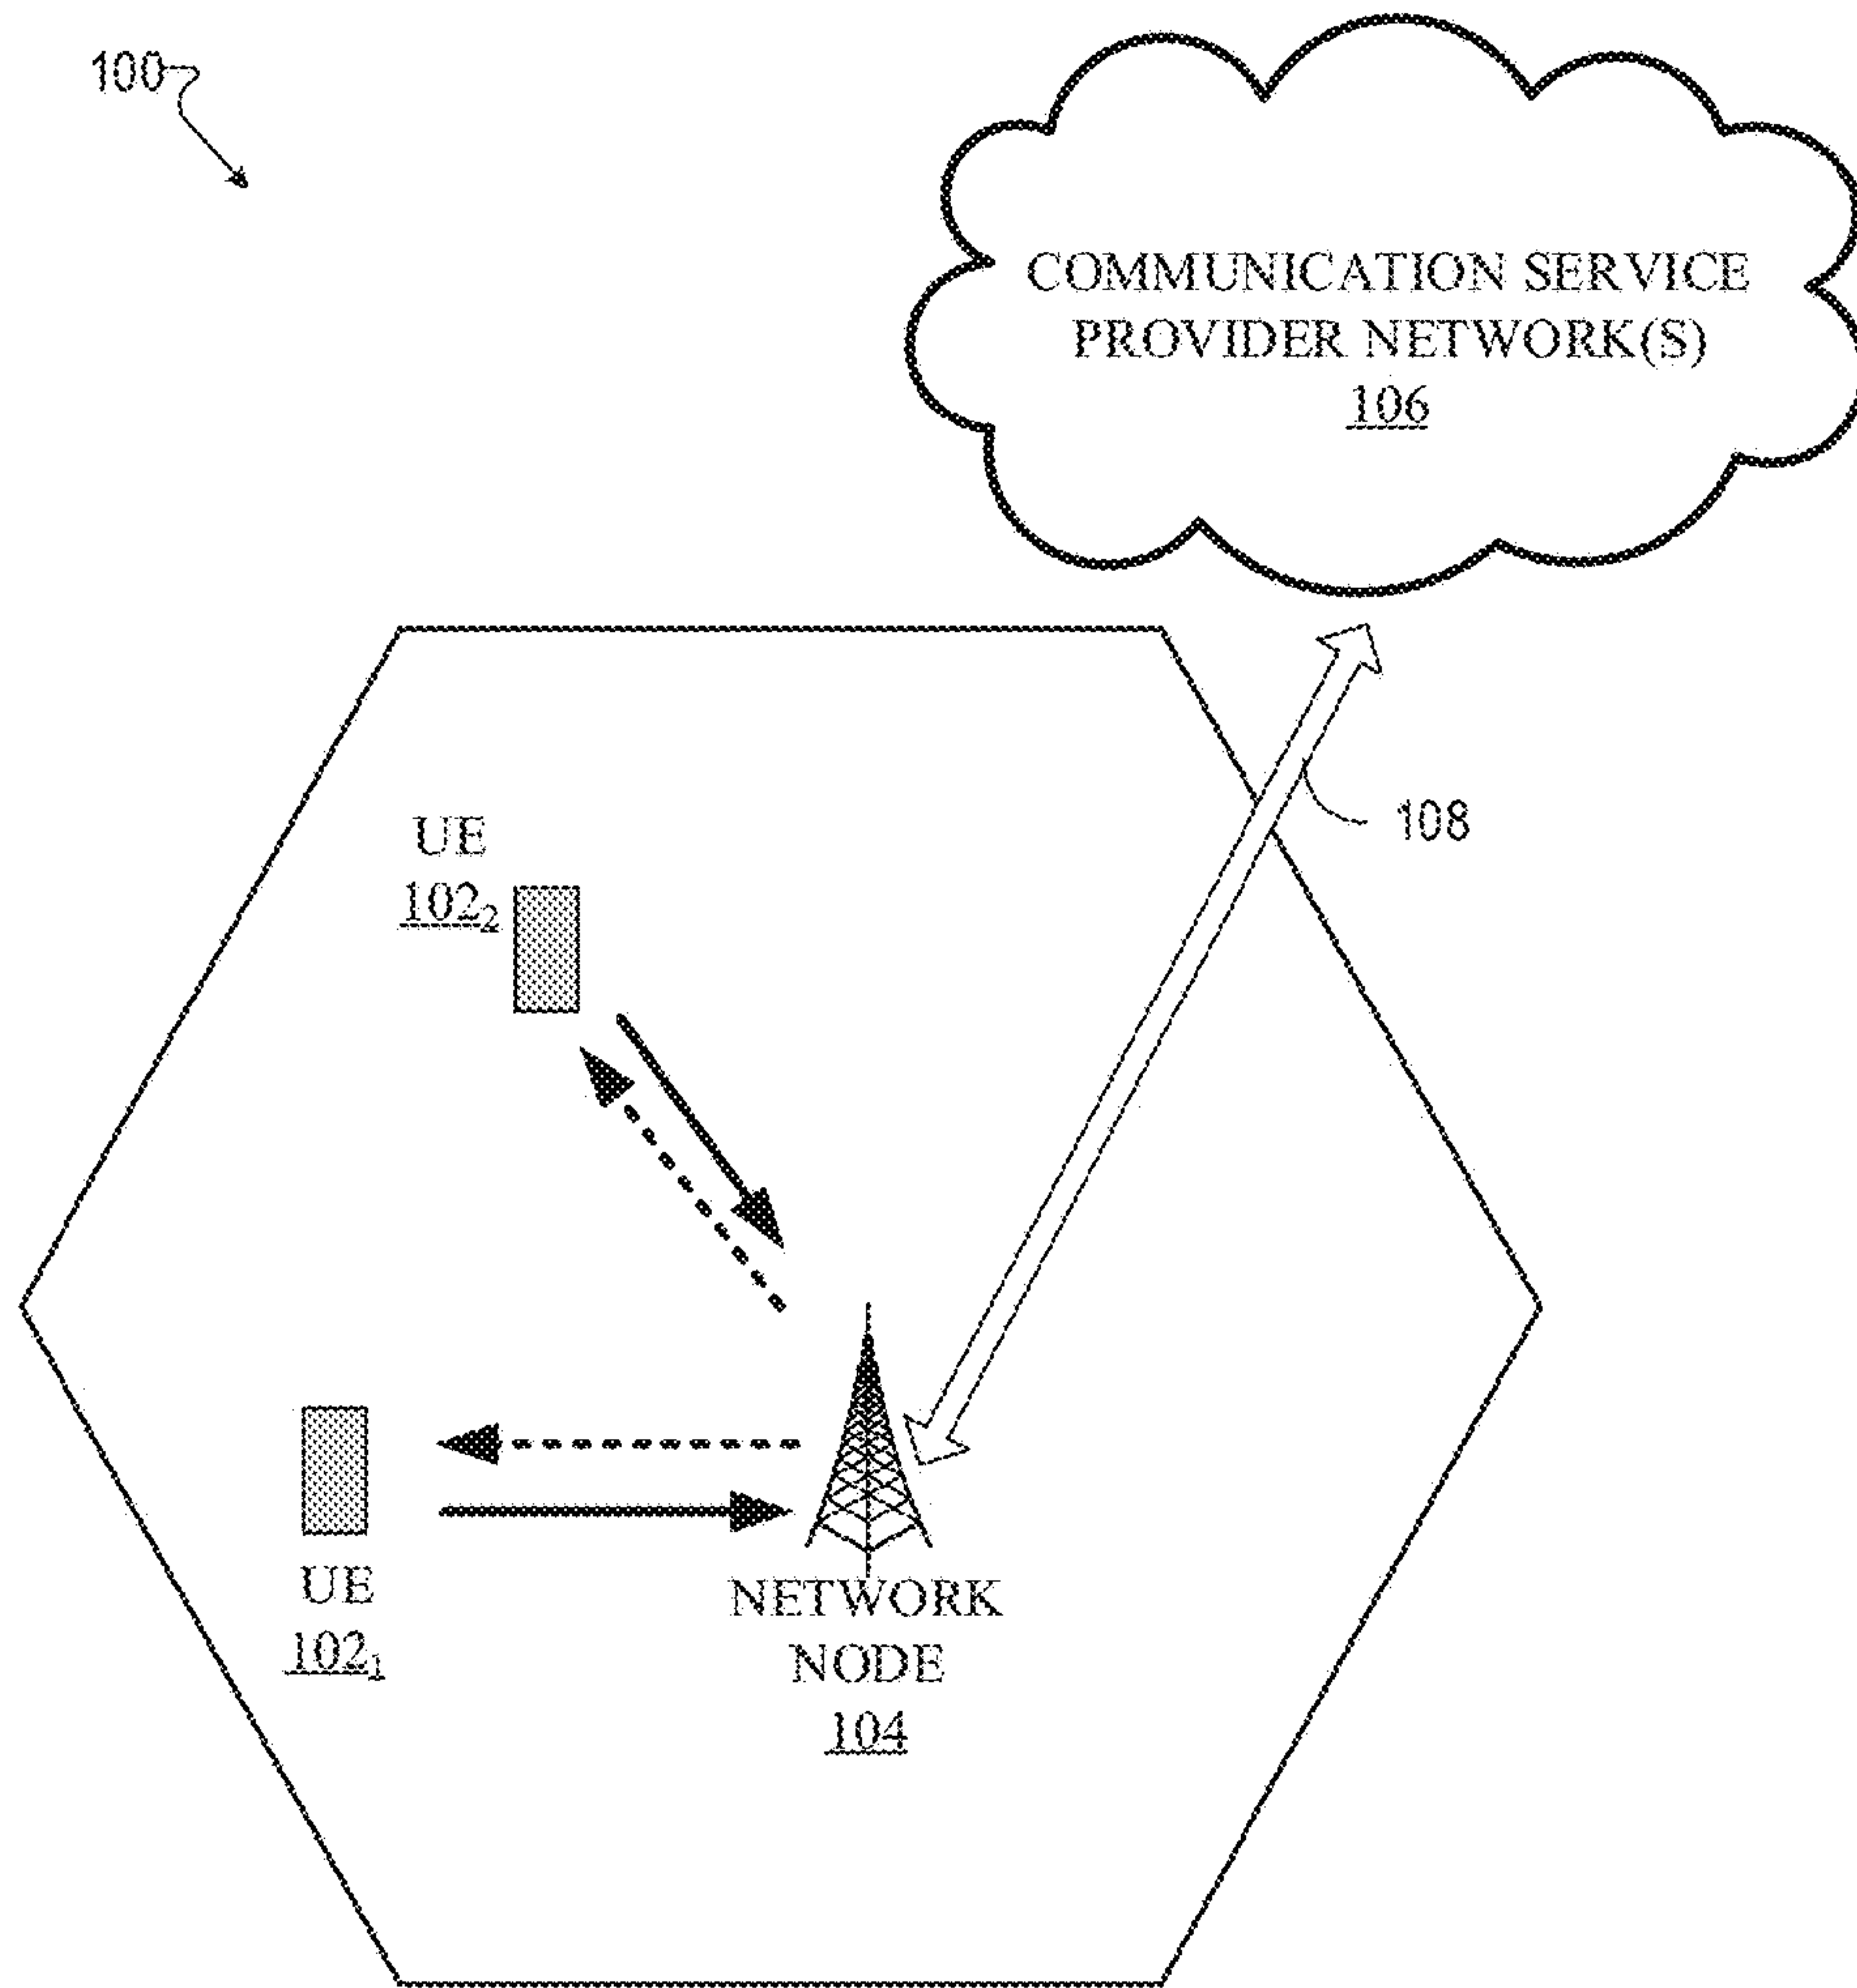 100
COMMUNICATION SERVICE
PROVIDER NETWORK(S)
106
108
UE
102₂
UE
102₁
NETWORK
NODE
104